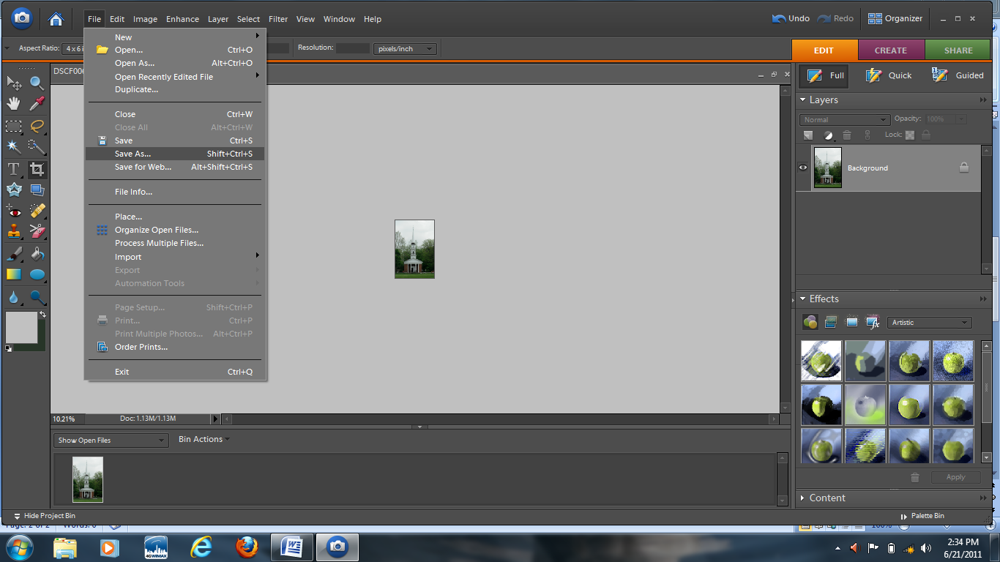 File Edit Image Enhance Layer Select Filter View Window Help
Undo Redo Organizer
Aspect Ratio: 4 x 6 i
Resolution: pixels/inch
EDIT CREATE SHARE
New
Open... Ctrl+O
Open As... Alt+Ctrl+O
Open Recently Edited File
Duplicate...
Close Ctrl+W
Close All Alt+Ctrl+W
Save Ctrl+S
Save As... Shift+Ctrl+S
Save for Web... Alt+Shift+Ctrl+S
File Info...
Place...
Organize Open Files...
Process Multiple Files...
Import
Export
Automation Tools
Page Setup... Shift+Ctrl+P
Print... Ctrl+P
Print Multiple Photos... Alt+Ctrl+P
Order Prints...
Exit Ctrl+Q
DSCF00
Full Quick Guided
Layers
Normal Opacity: 100%
Lock:
Background
Effects
Artistic
Apply
Content
10.21% Doc: 1.13M/1.13M
Show Open Files Bin Actions
Hide Project Bin Palette Bin
Page: 2 of 2 Words: 0 100%
4GWIMAX
2:34 PM
6/21/2011